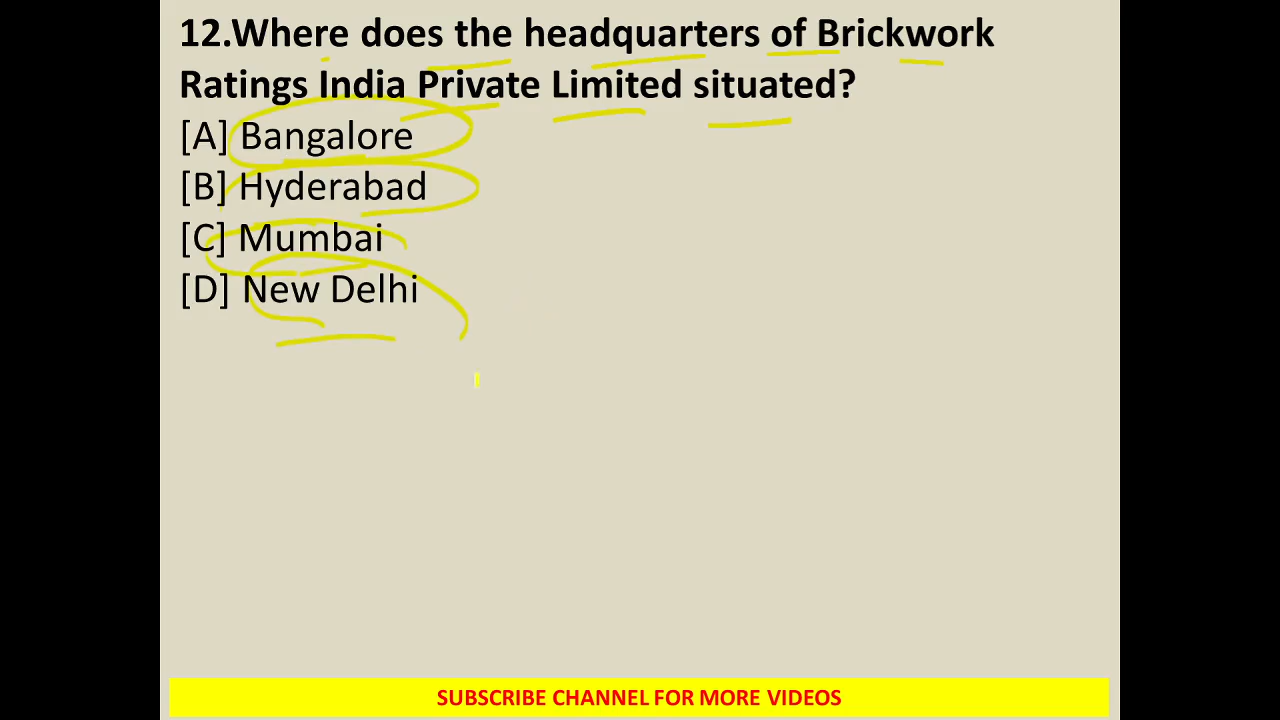 12.Where does the headquarters of Brickwork
Ratings India Private Limited situated?
[A] Bangalore
[B] Hyderabad
[C] Mumbai
[D] New Delhi
SUBSCRIBE CHANNEL FOR MORE VIDEOS